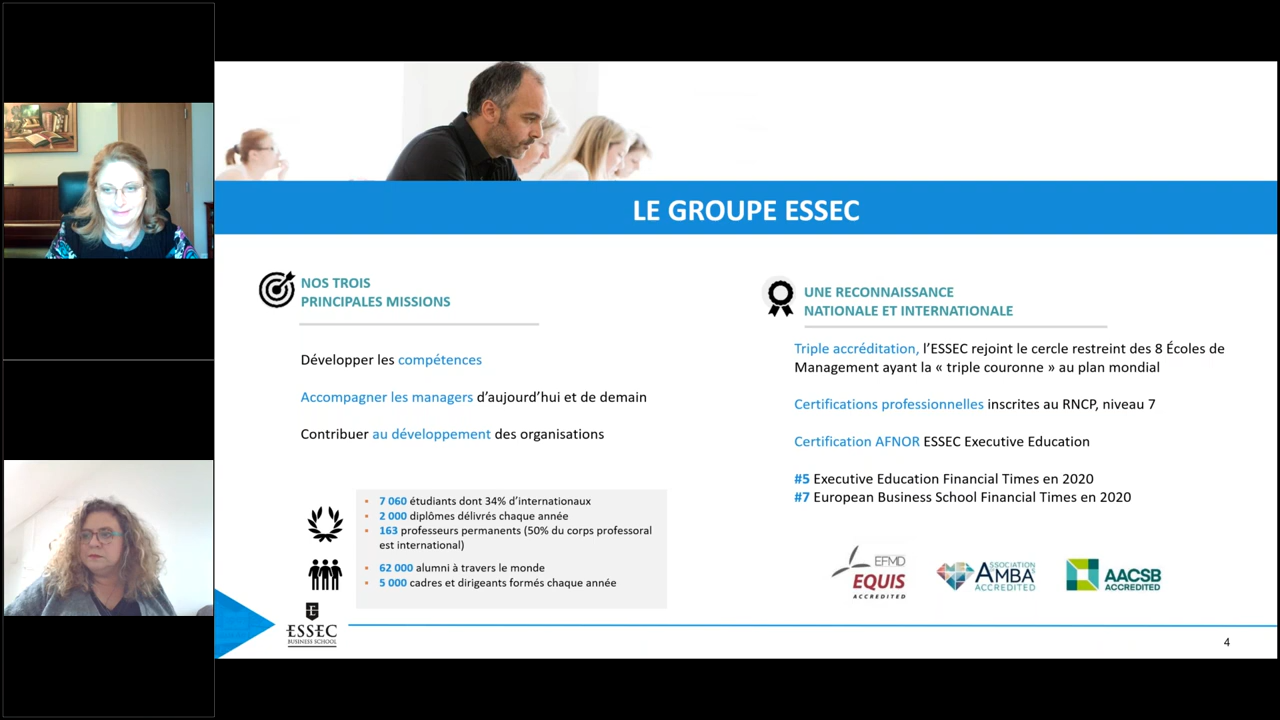 LE GROUPE ESSEC
NOS TROIS
PRINCIPALES MISSIONS
Développer les compétences
Accompagner les managers d’aujourd’hui et de demain
Contribuer au développement des organisations
• 7 060 étudiants dont 34% d’internationaux
• 2 000 diplômes délivrés chaque année
• 163 professeurs permanents (50% du corps professoral
est international)
• 62 000 alumni à travers le monde
• 5 000 cadres et dirigeants formés chaque année
UNE RECONNAISSANCE
NATIONALE ET INTERNATIONALE
Triple accréditation, l’ESSEC rejoint le cercle restreint des 8 Écoles de
Management ayant la « triple couronne » au plan mondial
Certifications professionnelles inscrites au RNCP, niveau 7
Certification AFNOR ESSEC Executive Education
#5 Executive Education Financial Times en 2020
#7 European Business School Financial Times en 2020
EFMD
EQUIS
ACCREDITED
ASSOCIATION
AMBA
ACCREDITED
AACSB
ACCREDITED
ESSEC
BUSINESS SCHOOL
4